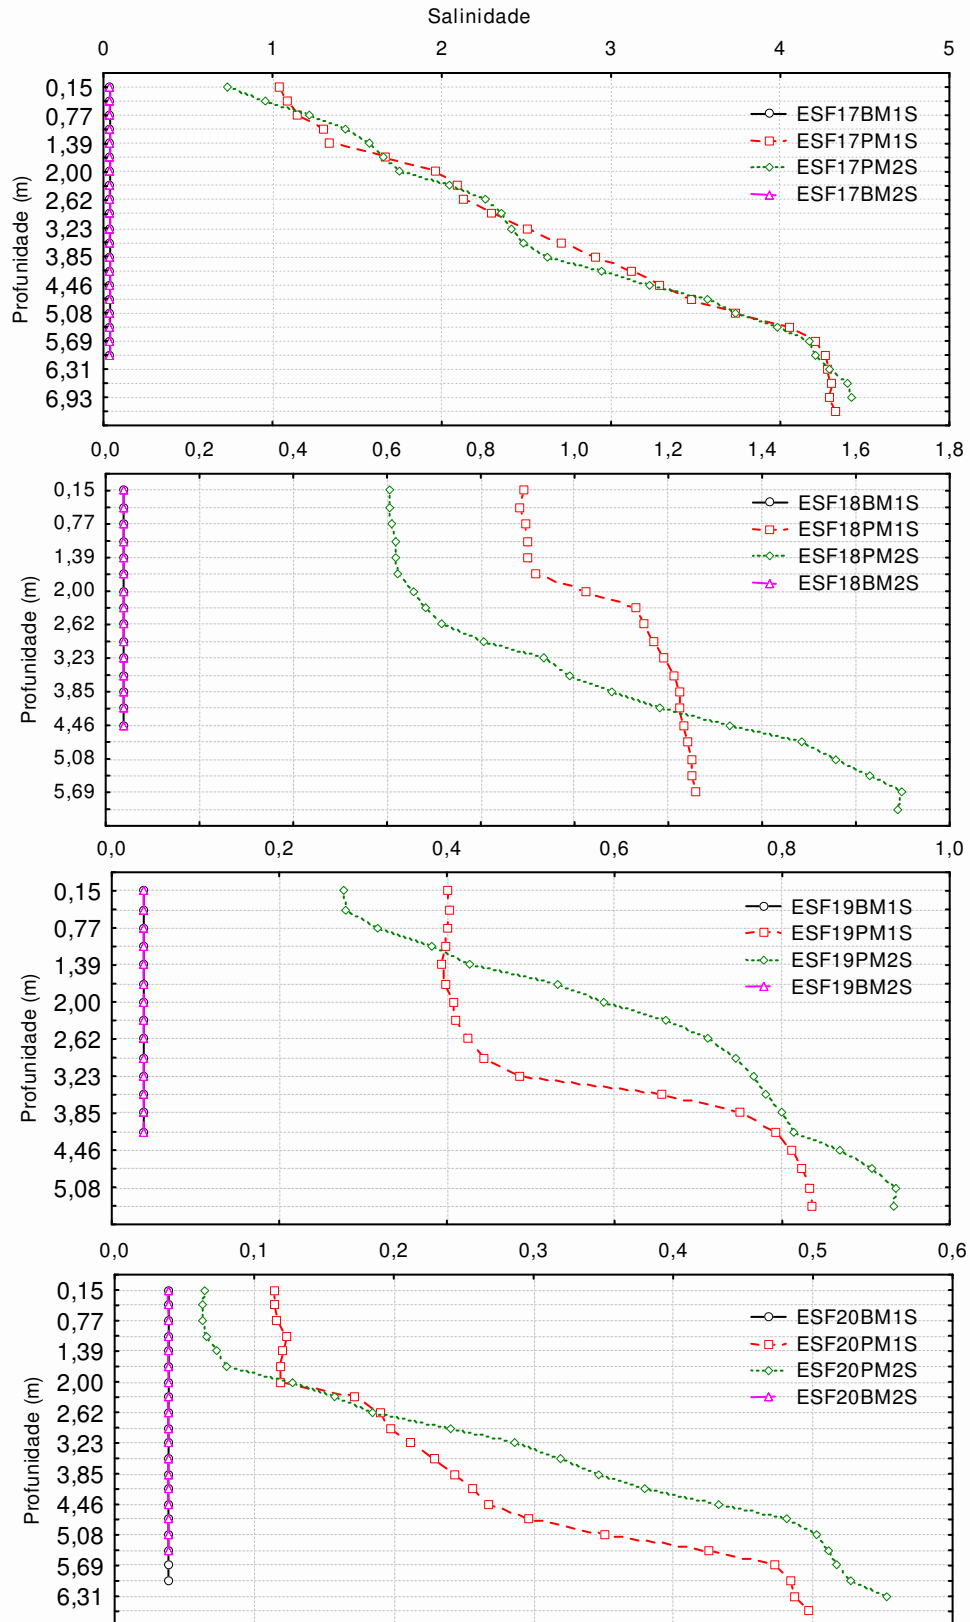 Salinidade
0 1 2 3 4 5
Profunidade (m)
0,15
0,77
1,39
2,00
2,62
3,23
3,85
4,46
5,08
5,69
6,31
6,93
ESF17BM1S
ESF17PM1S
ESF17PM2S
ESF17BM2S
0,0 0,2 0,4 0,6 0,8 1,0 1,2 1,4 1,6 1,8
Profunidade (m)
0,15
0,77
1,39
2,00
2,62
3,23
3,85
4,46
5,08
5,69
ESF18BM1S
ESF18PM1S
ESF18PM2S
ESF18BM2S
0,0 0,2 0,4 0,6 0,8 1,0
Profunidade (m)
0,15
0,77
1,39
2,00
2,62
3,23
3,85
4,46
5,08
ESF19BM1S
ESF19PM1S
ESF19PM2S
ESF19BM2S
0,0 0,1 0,2 0,3 0,4 0,5 0,6
Profunidade (m)
0,15
0,77
1,39
2,00
2,62
3,23
3,85
4,46
5,08
5,69
6,31
ESF20BM1S
ESF20PM1S
ESF20PM2S
ESF20BM2S